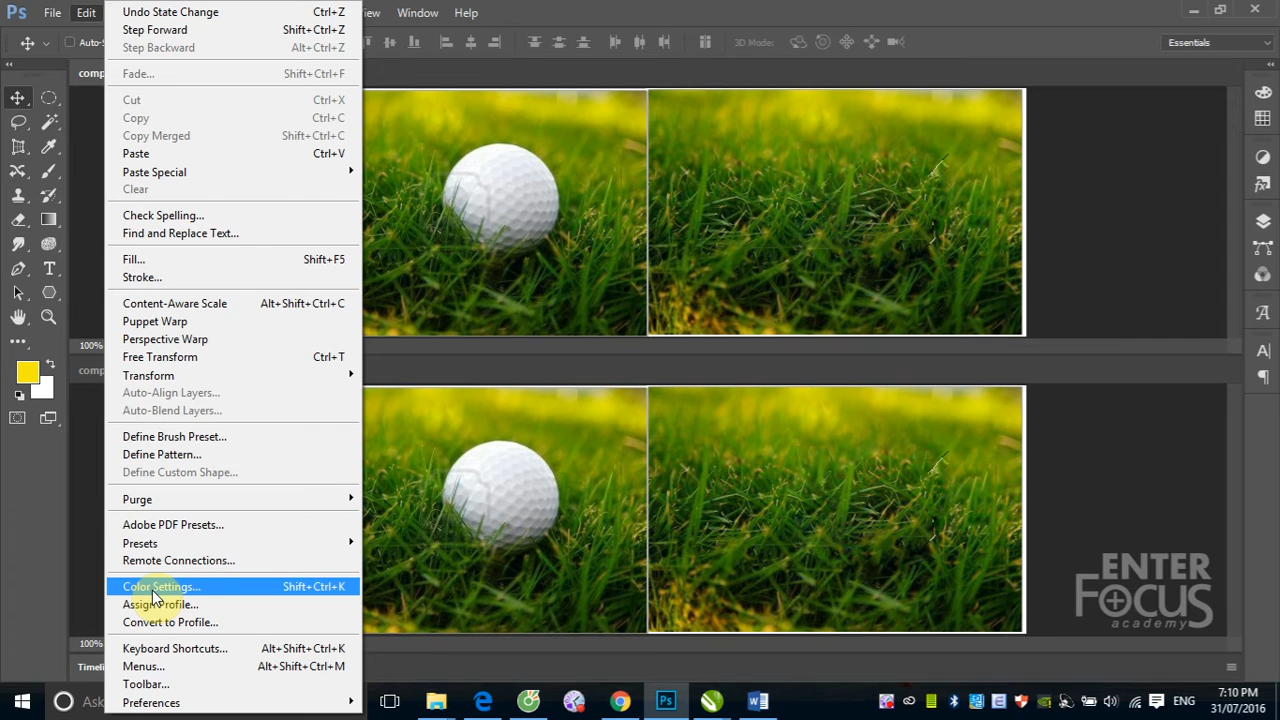 Ps File Edit View Window Help
Auto-S 3D Mode: Essentials
Undo State Change Ctrl+Z
Step Forward Shift+Ctrl+Z
Step Backward Alt+Ctrl+Z
Fade... Shift+Ctrl+F
Cut Ctrl+X
Copy Ctrl+C
Copy Merged Shift+Ctrl+C
Paste Ctrl+V
Paste Special
Clear
Check Spelling...
Find and Replace Text...
Fill... Shift+F5
Stroke...
Content-Aware Scale Alt+Shift+Ctrl+C
Puppet Warp
Perspective Warp
Free Transform Ctrl+T
Transform
Auto-Align Layers...
Auto-Blend Layers...
Define Brush Preset...
Define Pattern...
Define Custom Shape...
Purge
Adobe PDF Presets...
Presets
Remote Connections...
Color Settings... Shift+Ctrl+K
Assign Profile...
Convert to Profile...
Keyboard Shortcuts... Alt+Shift+Ctrl+K
Menus... Alt+Shift+Ctrl+M
Toolbar...
Preferences
comp
100%
comp
100%
Timeli
ENTER
FOCUS
academy
Ask
ENG
7:10 PM
31/07/2016